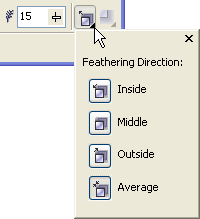 15
Feathering Direction:
Inside
Middle
Outside
Average